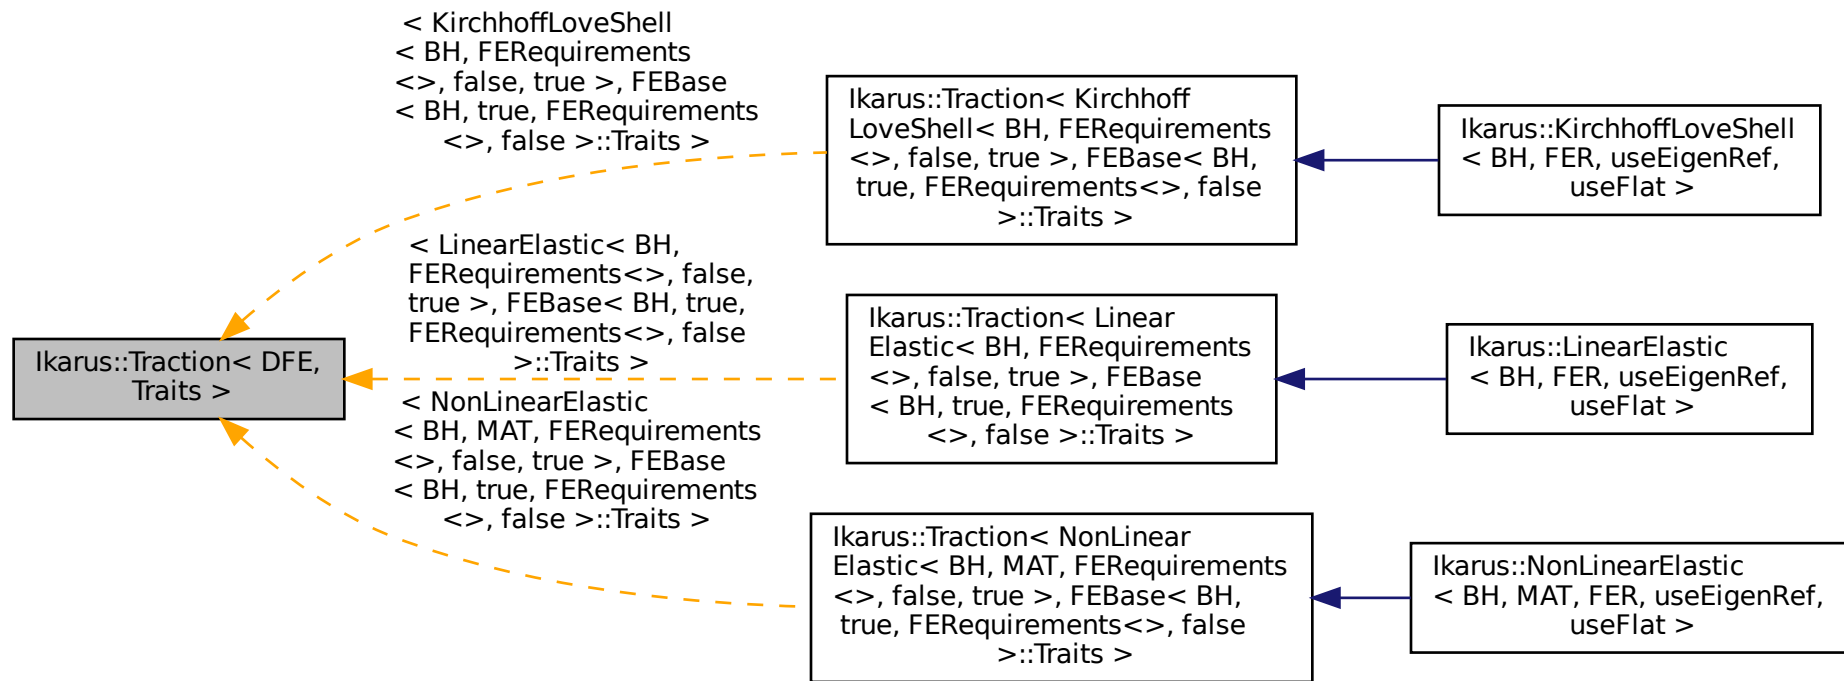 < KirchhoffLoveShell
< BH, FERequirements
<>, false, true >, FEBase
< BH, true, FERequirements
<>, false >::Traits >
Ikarus::Traction< Kirchhoff
LoveShell< BH, FERequirements
<>, false, true >, FEBase< BH,
true, FERequirements<>, false
>::Traits >
Ikarus::KirchhoffLoveShell
< BH, FER, useEigenRef,
useFlat >
< LinearElastic< BH,
FERequirements<>, false,
true >, FEBase< BH, true,
FERequirements<>, false
>::Traits >
Ikarus::Traction< DFE,
Traits >
Ikarus::Traction< Linear
Elastic< BH, FERequirements
<>, false, true >, FEBase
< BH, true, FERequirements
<>, false >::Traits >
Ikarus::LinearElastic
< BH, FER, useEigenRef,
useFlat >
< NonLinearElastic
< BH, MAT, FERequirements
<>, false, true >, FEBase
< BH, true, FERequirements
<>, false >::Traits >
Ikarus::Traction< NonLinear
Elastic< BH, MAT, FERequirements
<>, false, true >, FEBase< BH,
true, FERequirements<>, false
>::Traits >
Ikarus::NonLinearElastic
< BH, MAT, FER, useEigenRef,
useFlat >